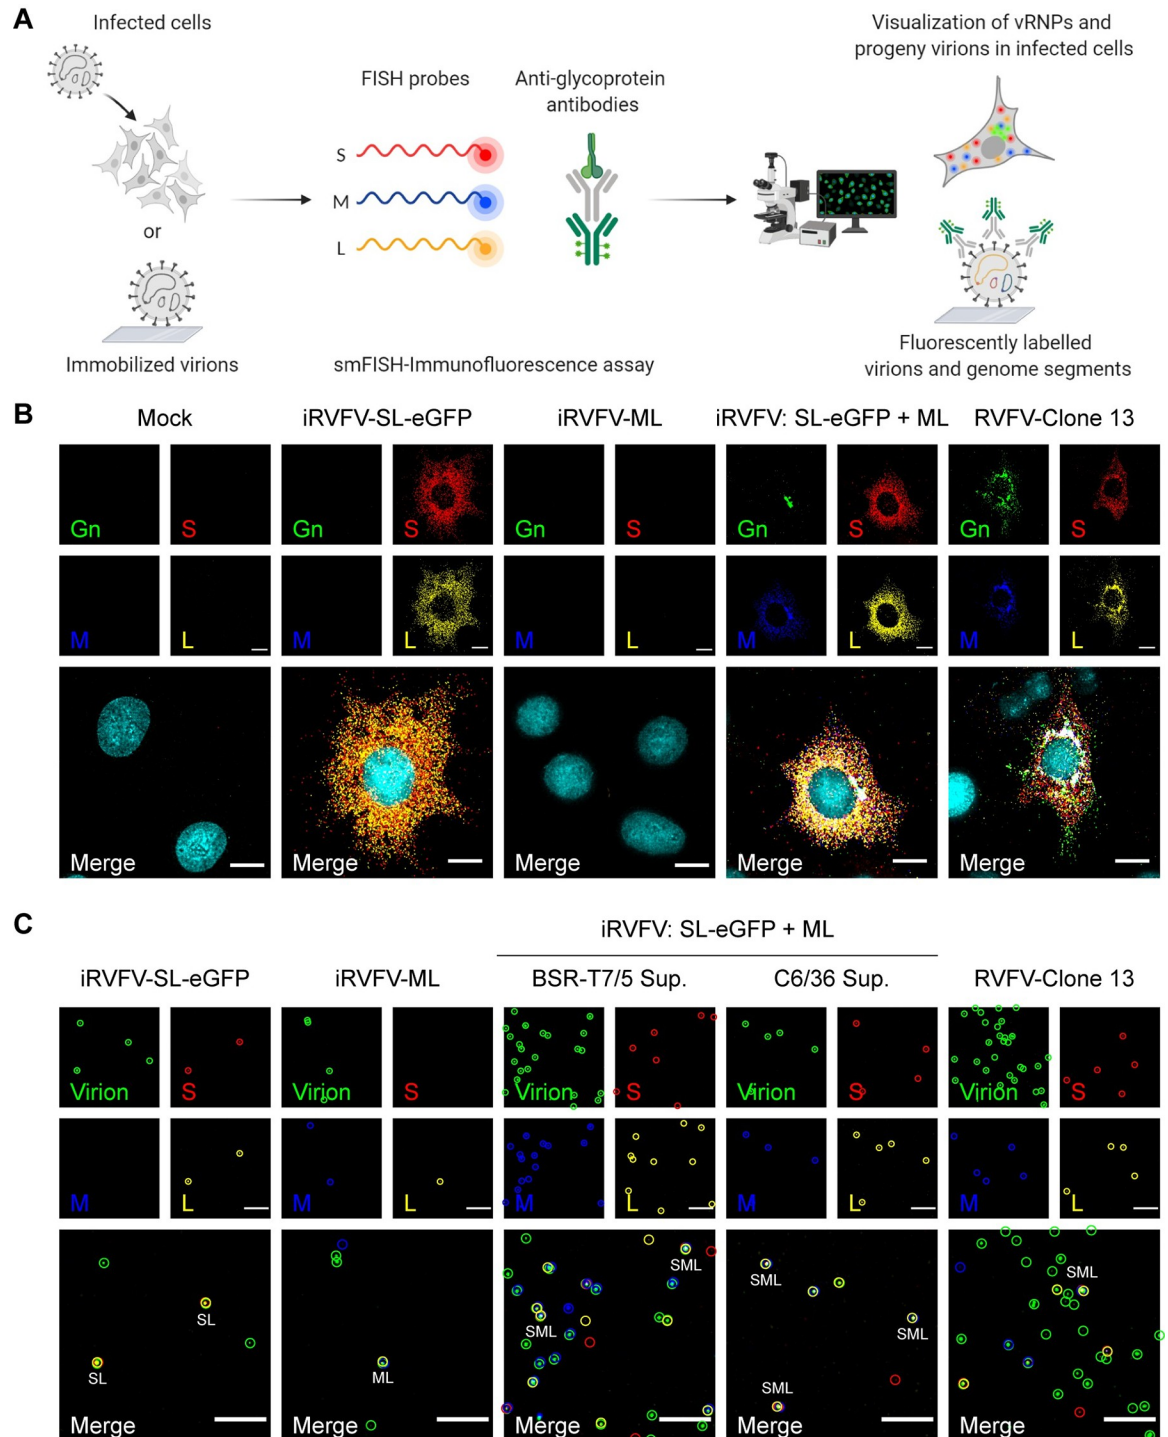 A
Infected cells
or
Immobilized virions
FISH probes
S
M
L
Anti-glycoprotein
antibodies
smFISH-Immunofluorescence assay
Visualization of vRNPs and
progeny virions in infected cells
Fluorescently labelled
virions and genome segments
B
Mock
iRVFV-SL-eGFP
iRVFV-ML
iRVFV: SL-eGFP + ML
RVFV-Clone 13
Gn
S
Gn
S
Gn
S
Gn
S
Gn
S
M
L
M
L
M
L
M
L
M
L
Merge
Merge
Merge
Merge
Merge
C
iRVFV: SL-eGFP + ML
iRVFV-SL-eGFP
iRVFV-ML
BSR-T7/5 Sup.
C6/36 Sup.
RVFV-Clone 13
Virion
S
Virion
S
Virion
S
Virion
S
Virion
S
M
L
M
L
M
L
M
L
M
L
SL
SL
Merge
ML
Merge
SML
SML
Merge
SML
SML
SML
Merge
SML
Merge